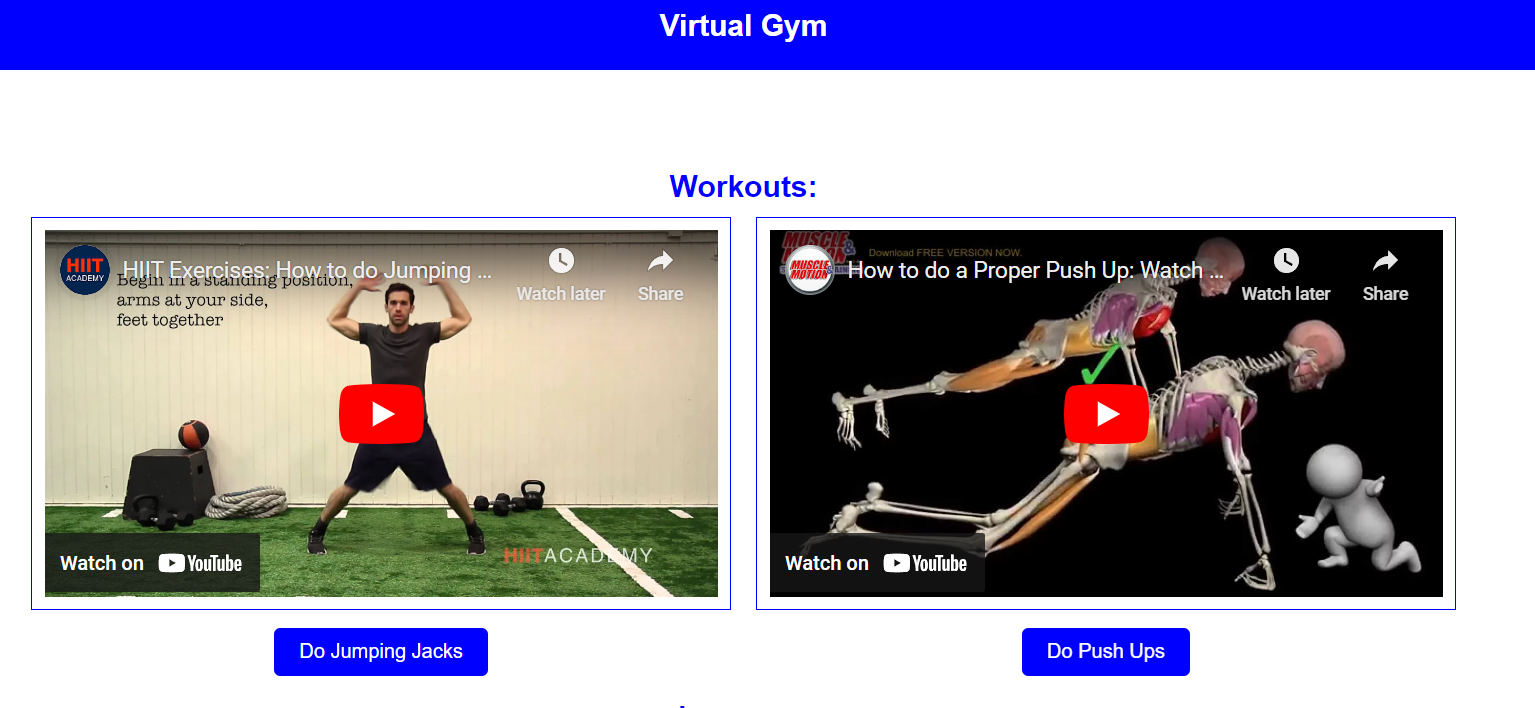 Virtual Gym
Workouts:
HIIT
ACADEMY
HIIT Exercises: How to do Jumping ...
Watch later
Share
Begin in a standing position,
arms at your side,
feet together
HIITACADEMY
Watch on YouTube
Do Jumping Jacks
MUSCLE
&
Download FREE VERSION NOW.
MUSCLE
MOTION
How to do a Proper Push Up: Watch ...
Watch later
Share
Watch on YouTube
Do Push Ups